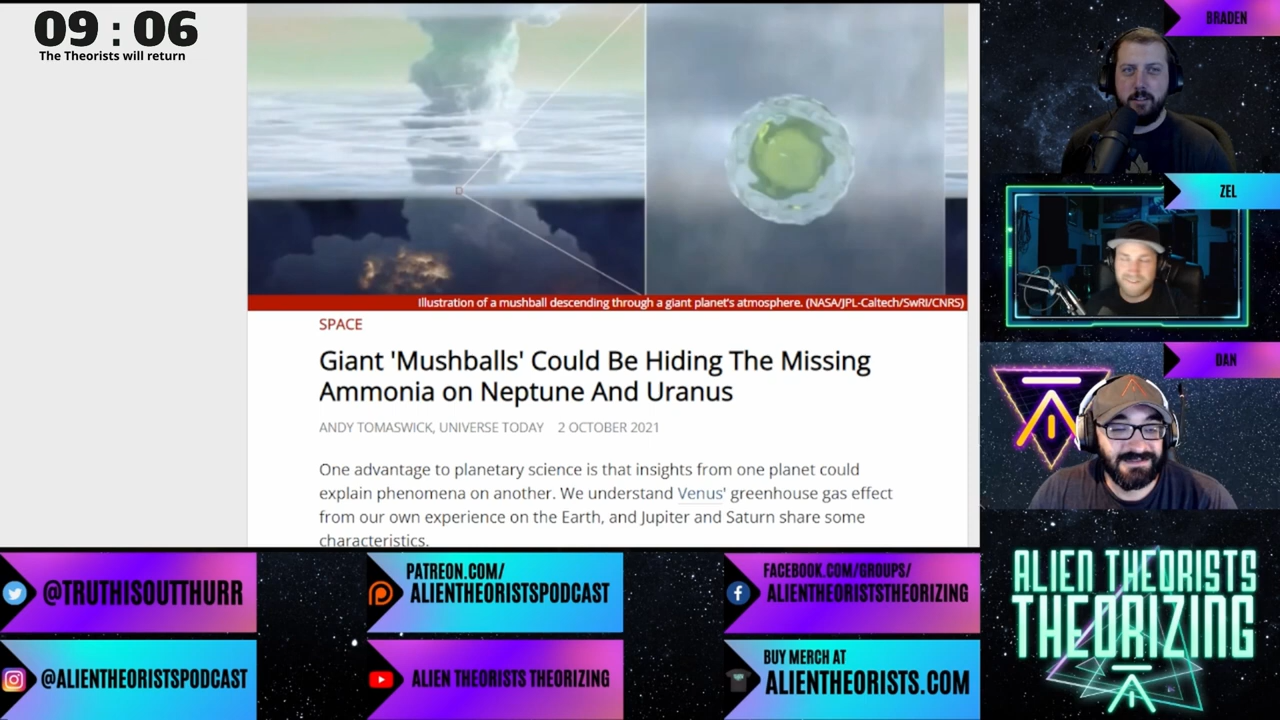 09 : 06
The Theorists will return
Illustration of a mushball descending through a giant planet's atmosphere. (NASA/JPL-Caltech/SwRI/CNRS)
SPACE
Giant 'Mushballs' Could Be Hiding The Missing
Ammonia on Neptune And Uranus
ANDY TOMASWICK, UNIVERSE TODAY 2 OCTOBER 2021
One advantage to planetary science is that insights from one planet could
explain phenomena on another. We understand Venus' greenhouse gas effect
from our own experience on the Earth, and Jupiter and Saturn share some
characteristics.
BRADEN
ZEL
DAN
@TRUTHISOUTTHURR
PATREON.COM/
ALIENTHEORISTSPODCAST
FACEBOOK.COM/GROUPS/
ALIENTHEORISTSTHEORIZING
@ALIENTHEORISTSPODCAST
ALIEN THEORISTS THEORIZING
BUY MERCH AT
ALIENTHEORISTS.COM
ALIEN THEORISTS
THEORIZING